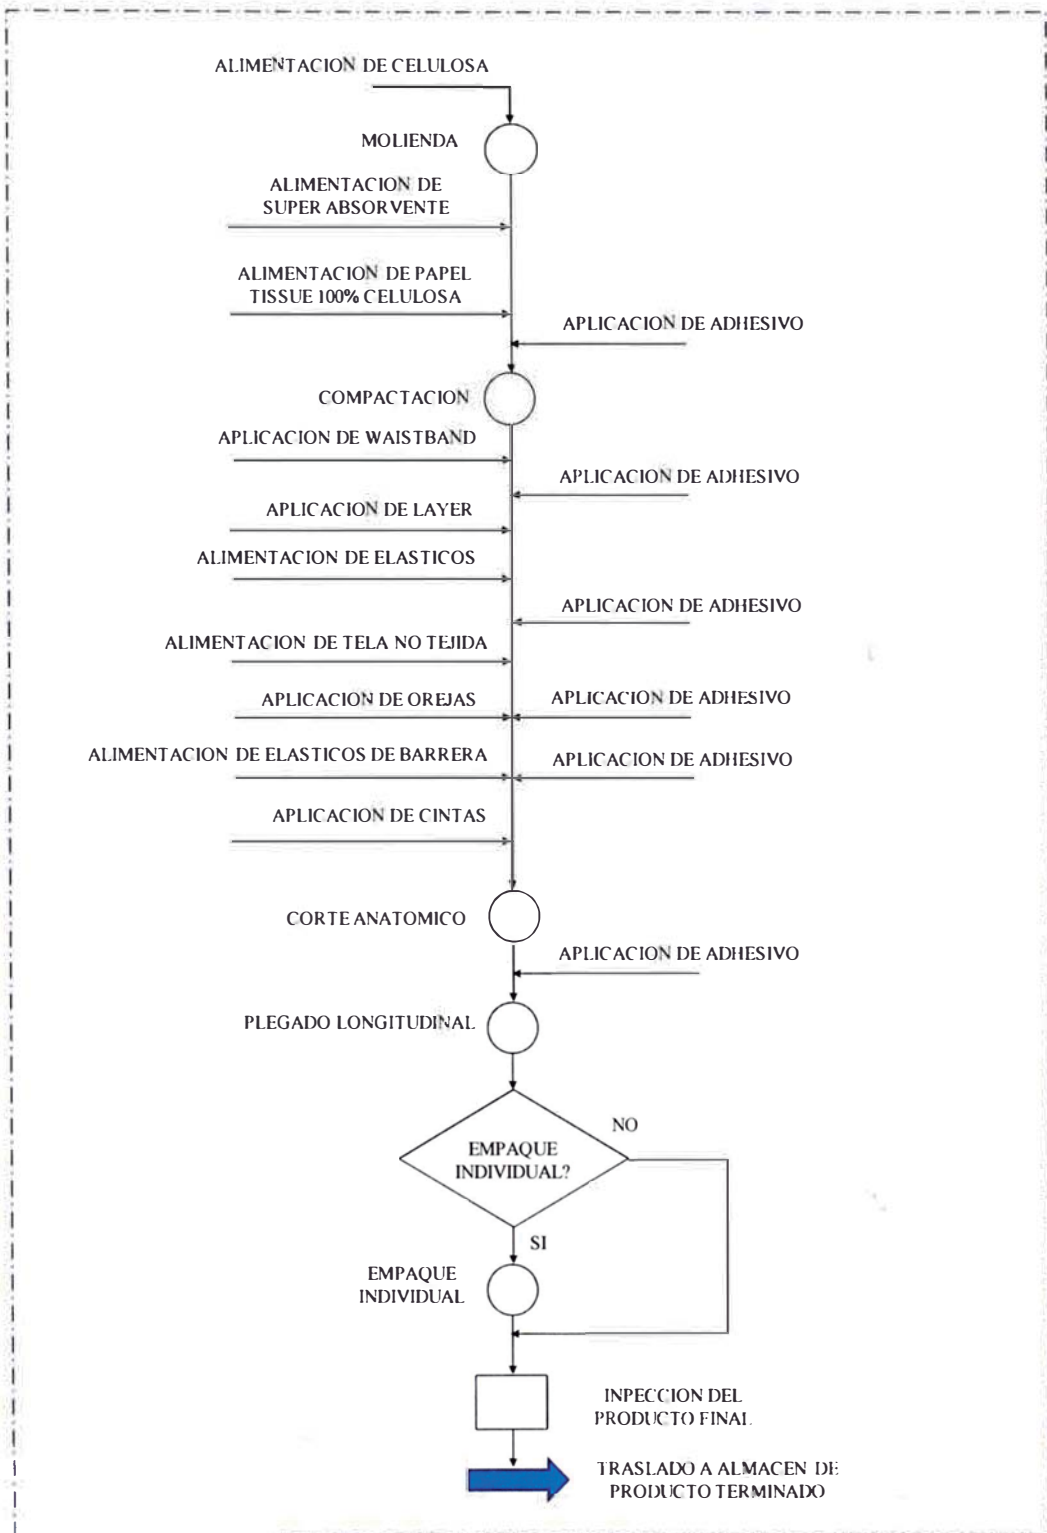 ALIMENTACION DE CELULOSA
MOLIENDA
ALIMENTACION DE
SUPER ABSORVENTE
ALIMENTACION DE PAPEL
TISSUE 100% CELULOSA
APLICACION DE ADHESIVO
COMPACTACION
APLICACION DE WAISTBAND
APLICACION DE ADHESIVO
APLICACION DE LAYER
ALIMENTACION DE ELASTICOS
APLICACION DE ADHESIVO
ALIMENTACION DE TELA NO TEJIDA
APLICACION DE OREJAS
APLICACION DE ADHESIVO
ALIMENTACION DE ELASTICOS DE BARRERA
APLICACION DE ADHESIVO
APLICACION DE CINTAS
CORTE ANATOMICO
APLICACION DE ADHESIVO
PLEGADO LONGITUDINAL
NO
EMPAQUE
INDIVIDUAL?
SI
EMPAQUE
INDIVIDUAL
INPECCION DEL
PRODUCTO FINAL
TRASLADO A ALMACEN DE
PRODUCTO TERMINADO